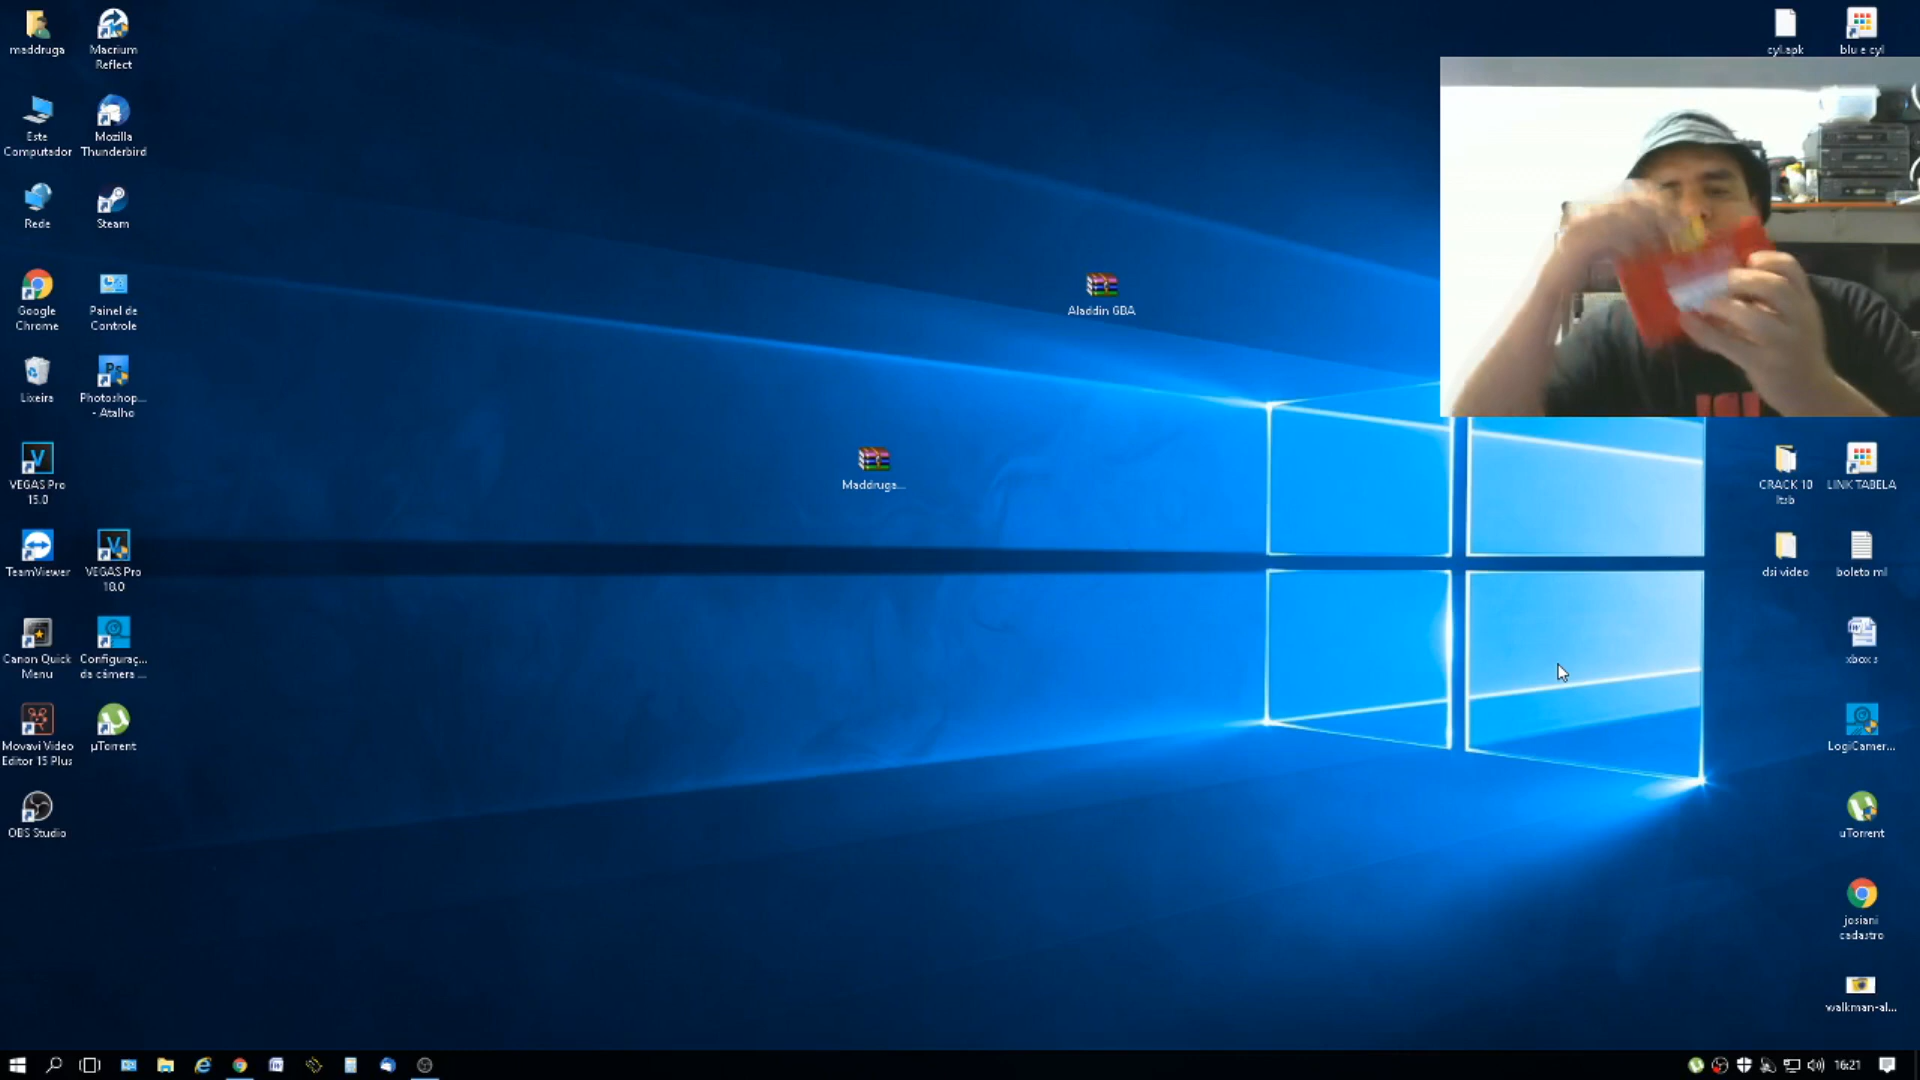 maddruga
Macrium
Reflect
cyl.apk
blu e cyl
Este
Computador
Mozilla
Thunderbird
Rede
Steam
Google
Chrome
Painel de
Controle
Aladdin GBA
Lixeira
Photoshop...
- Atalho
VEGAS Pro
15.0
Maddruga...
CRACK 10
ltsb
LINK TABELA
TeamViewer
VEGAS Pro
18.0
dsi video
boleto ml
Canon Quick
Menu
Configuraç...
da câmera ...
xbox s
Movavi Video
Editor 15 Plus
µTorrent
LogiCamer...
OBS Studio
uTorrent
josiani
cadastro
walkman-al...
16:21